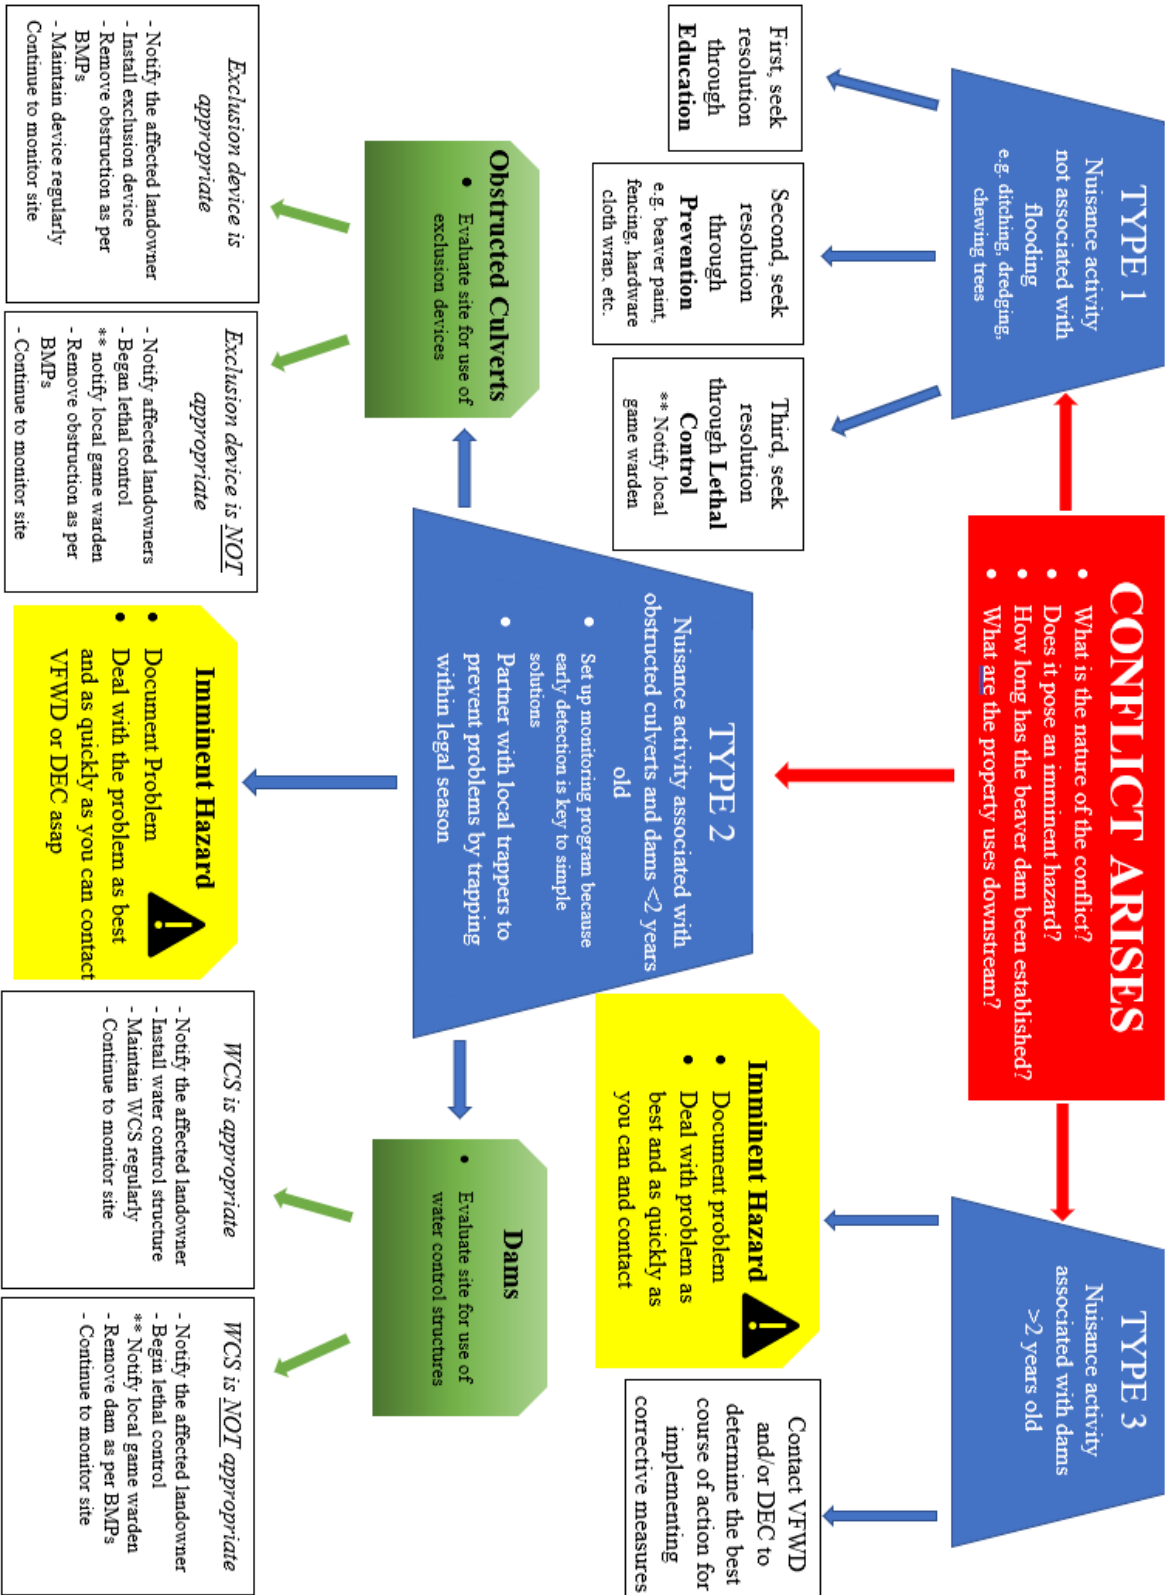 CONFLICT ARISES
• What is the nature of the conflict?
• Does it pose an imminent hazard?
• How long has the beaver dam been established?
• What are the property uses downstream?
TYPE 1
Nuisance activity
not associated with
flooding
e.g. ditching, dredging,
chewing trees
First, seek
resolution
through
Education
Second, seek
resolution
through
Prevention
e.g. beaver paint,
fencing, hardware
cloth wrap, etc.
Third, seek
resolution
through Lethal
Control
** Notify local
game warden
TYPE 2
Nuisance activity associated with
obstructed culverts and dams <2 years
old
• Set up monitoring program because
early detection is key to simple
solutions
• Partner with local trappers to
prevent problems by trapping
within legal season
TYPE 3
Nuisance activity
associated with dams
>2 years old
Imminent Hazard
• Document problem
• Deal with problem as
best and as quickly as
you can and contact
Contact VFWD
and/or DEC to
determine the best
course of action for
implementing
corrective measures
Obstructed Culverts
• Evaluate site for use of
exclusion devices
Exclusion device is
appropriate
- Notify the affected landowner
- Install exclusion device
- Remove obstruction as per
BMPs
- Maintain device regularly
Continue to monitor site
Exclusion device is NOT
appropriate
- Notify affected landowners
- Began lethal control
** notify local game warden
- Remove obstruction as per
BMPs
- Continue to monitor site
Imminent Hazard
• Document Problem
• Deal with the problem as best
and as quickly as you can contact
VFWD or DEC asap
Dams
• Evaluate site for use of
water control structures
WCS is appropriate
- Notify the affected landowner
- Install water control structure
- Maintain WCS regularly
- Continue to monitor site
WCS is NOT appropriate
- Notify the affected landowner
- Begin lethal control
** Notify local game warden
- Remove dam as per BMPs
- Continue to monitor site